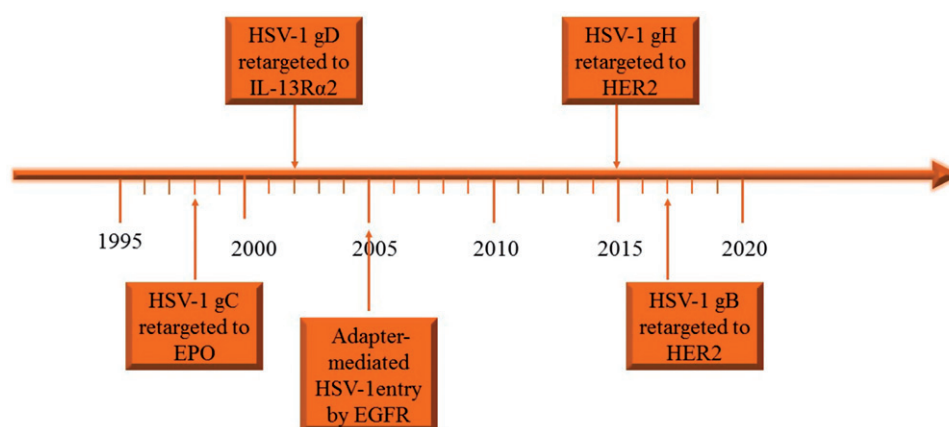 HSV-1 gD
retargeted to
IL-13Rα2
HSV-1 gH
retargeted to
HER2
1995
2000
2005
2010
2015
2020
HSV-1 gC
retargeted to
EPO
Adapter-
mediated
HSV-1entry
by EGFR
HSV-1 gB
retargeted to
HER2